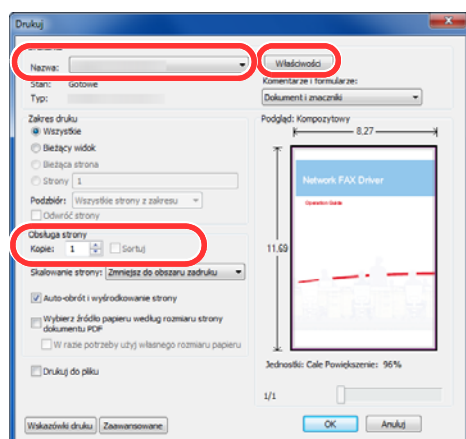 Drukuj
Nazwa:
Właściwości
Stan: Gotowe
Komentarze i formularze:
Typ:
Dokument i znaczniki
Zakres druku
Podgląd: Kompozytowy
Wszystkie
8,27
Bieżący widok
Bieżąca strona
Strony 1
Network FAX Driver
Podzbiór: Wszystkie strony z zakresu
Operation Guide
Odwróć strony
Obsługa strony
Kopie: 1 Sortuj
11,69
Skalowanie strony: Zmniejsz do obszaru zadruku
Auto-obrót i wyśrodkowanie strony
Wybierz źródło papieru według rozmiaru strony
dokumentu PDF
W razie potrzeby użyj własnego rozmiaru papieru
Drukuj do pliku
Jednostki: Cale Powiększenie: 96%
1/1
Wskazówki druku Zaawansowane OK Anuluj